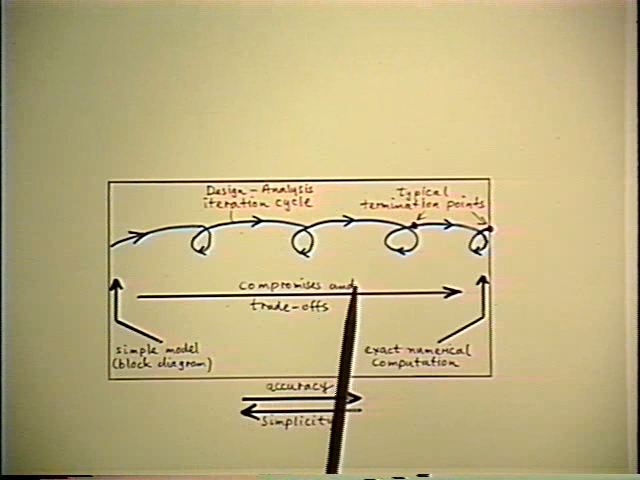 Design-Analysis
iteration cycle
typical
termination points
compromises and
trade-offs
simple model
(block diagram)
exact numerical
computation
accuracy
simplicity